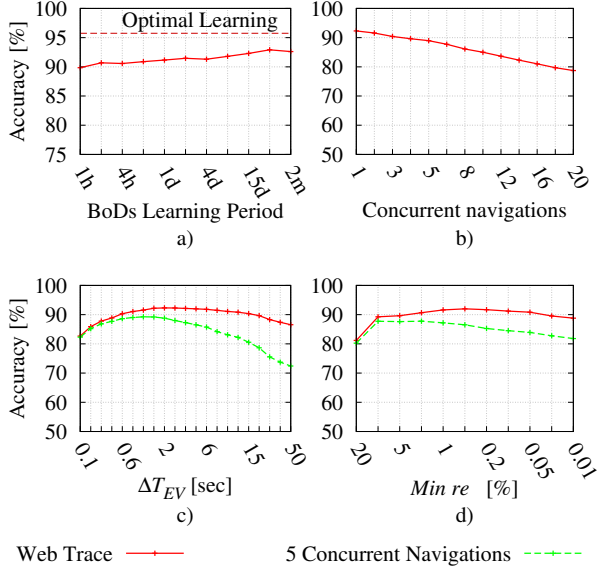 Optimal Learning
Accuracy [%]
100
95
90
85
80
75
1h
4h
1d
4d
15d
2m
BoDs Learning Period
a)
100
90
80
70
60
50
1
3
5
8
12
16
20
Concurrent navigations
b)
Accuracy [%]
100
90
80
70
60
50
0.1
0.6
2
6
15
50
ΔT_EV [sec]
c)
100
90
80
70
60
50
20
5
1
0.2
0.05
0.01
Min re [%]
d)
Web Trace
5 Concurrent Navigations